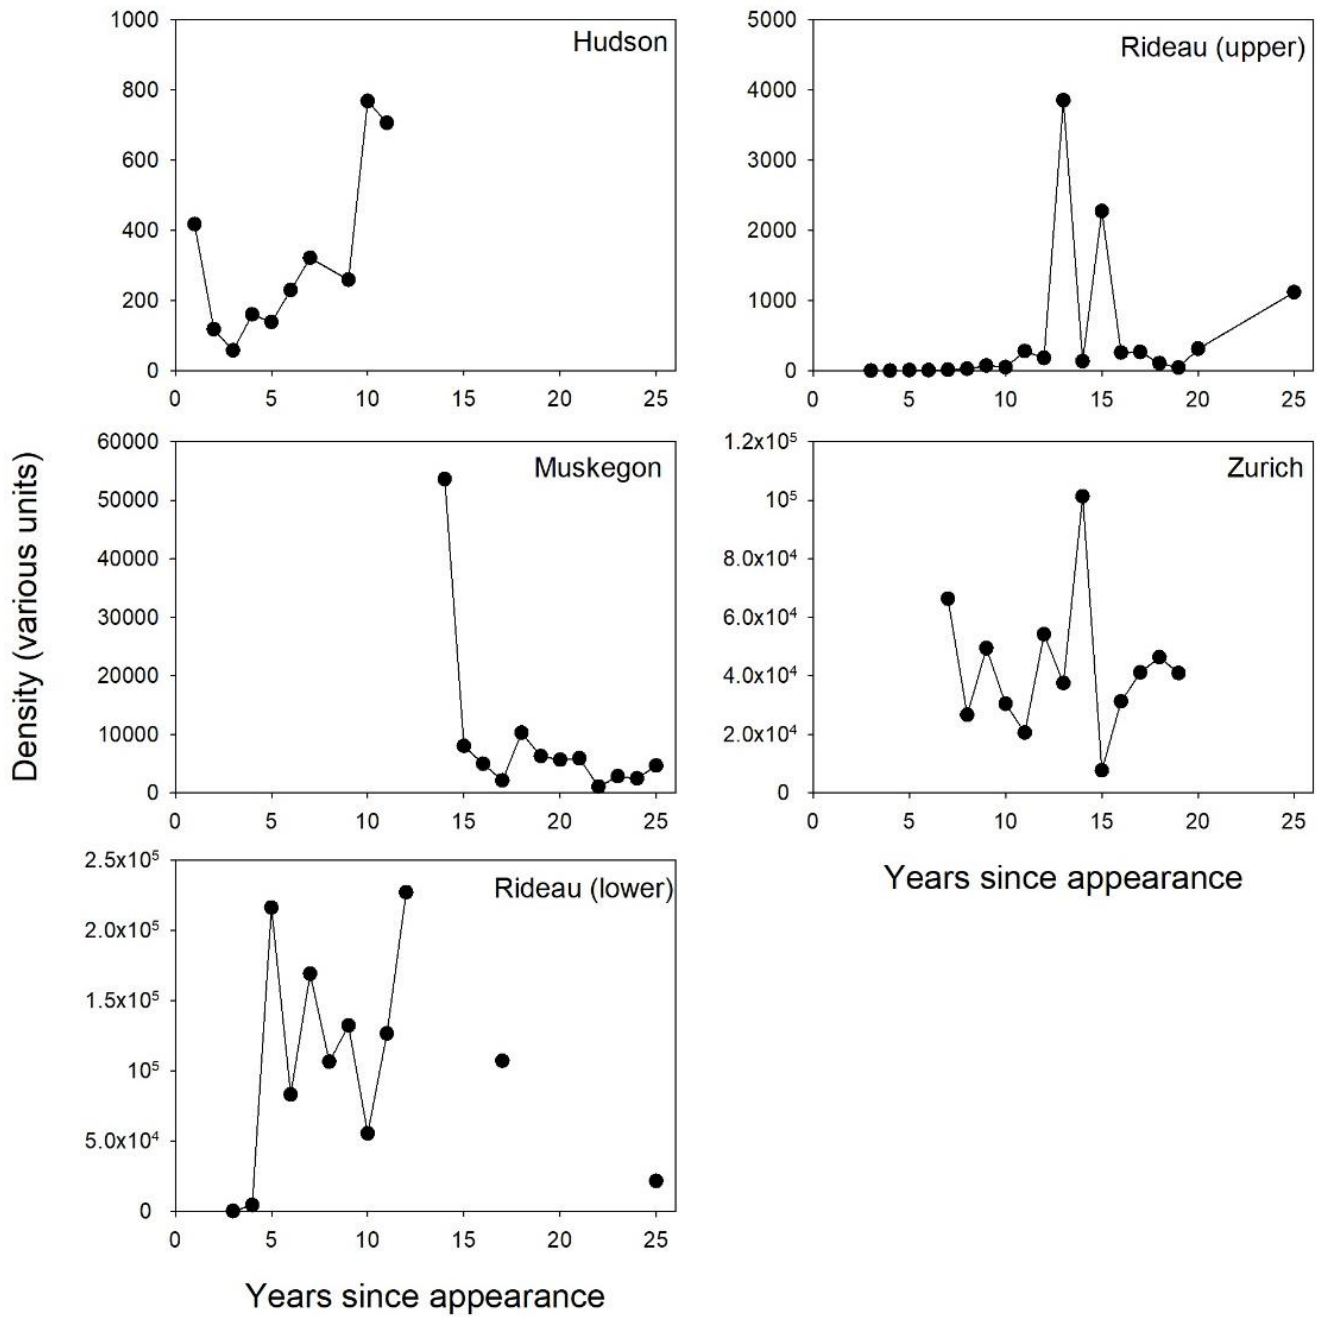 Density (various units)
Hudson
1000
800
600
400
200
0
0 5 10 15 20 25
Rideau (upper)
5000
4000
3000
2000
1000
0
0 5 10 15 20 25
Muskegon
60000
50000
40000
30000
20000
10000
0
0 5 10 15 20 25
Zurich
1.2x10⁵
10⁵
8.0x10⁴
6.0x10⁴
4.0x10⁴
2.0x10⁴
0
0 5 10 15 20 25
Years since appearance
Rideau (lower)
2.5x10⁵
2.0x10⁵
1.5x10⁵
10⁵
5.0x10⁴
0
0 5 10 15 20 25
Years since appearance